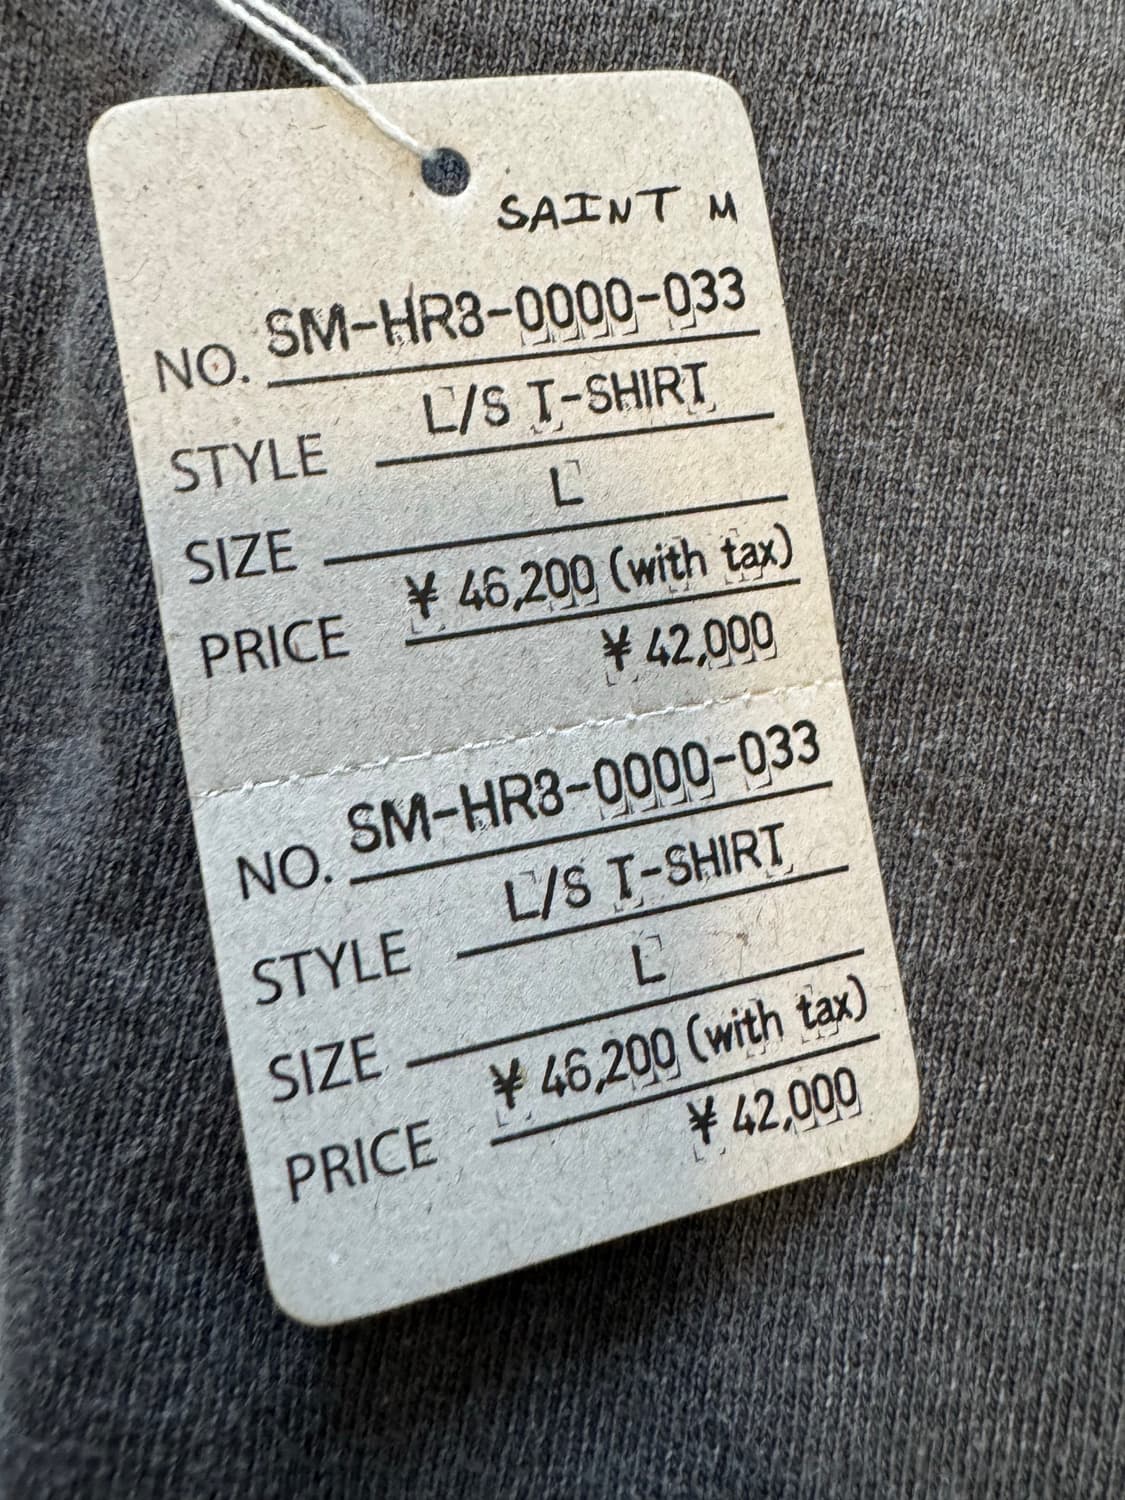 SAINT M
NO. SM-HR8-0000-033
STYLE L/S T-SHIRT
SIZE L
PRICE ¥ 46,200 (with tax)
¥ 42,000
NO. SM-HR8-0000-033
STYLE L/S T-SHIRT
SIZE L
PRICE ¥ 46,200 (with tax)
¥ 42,000